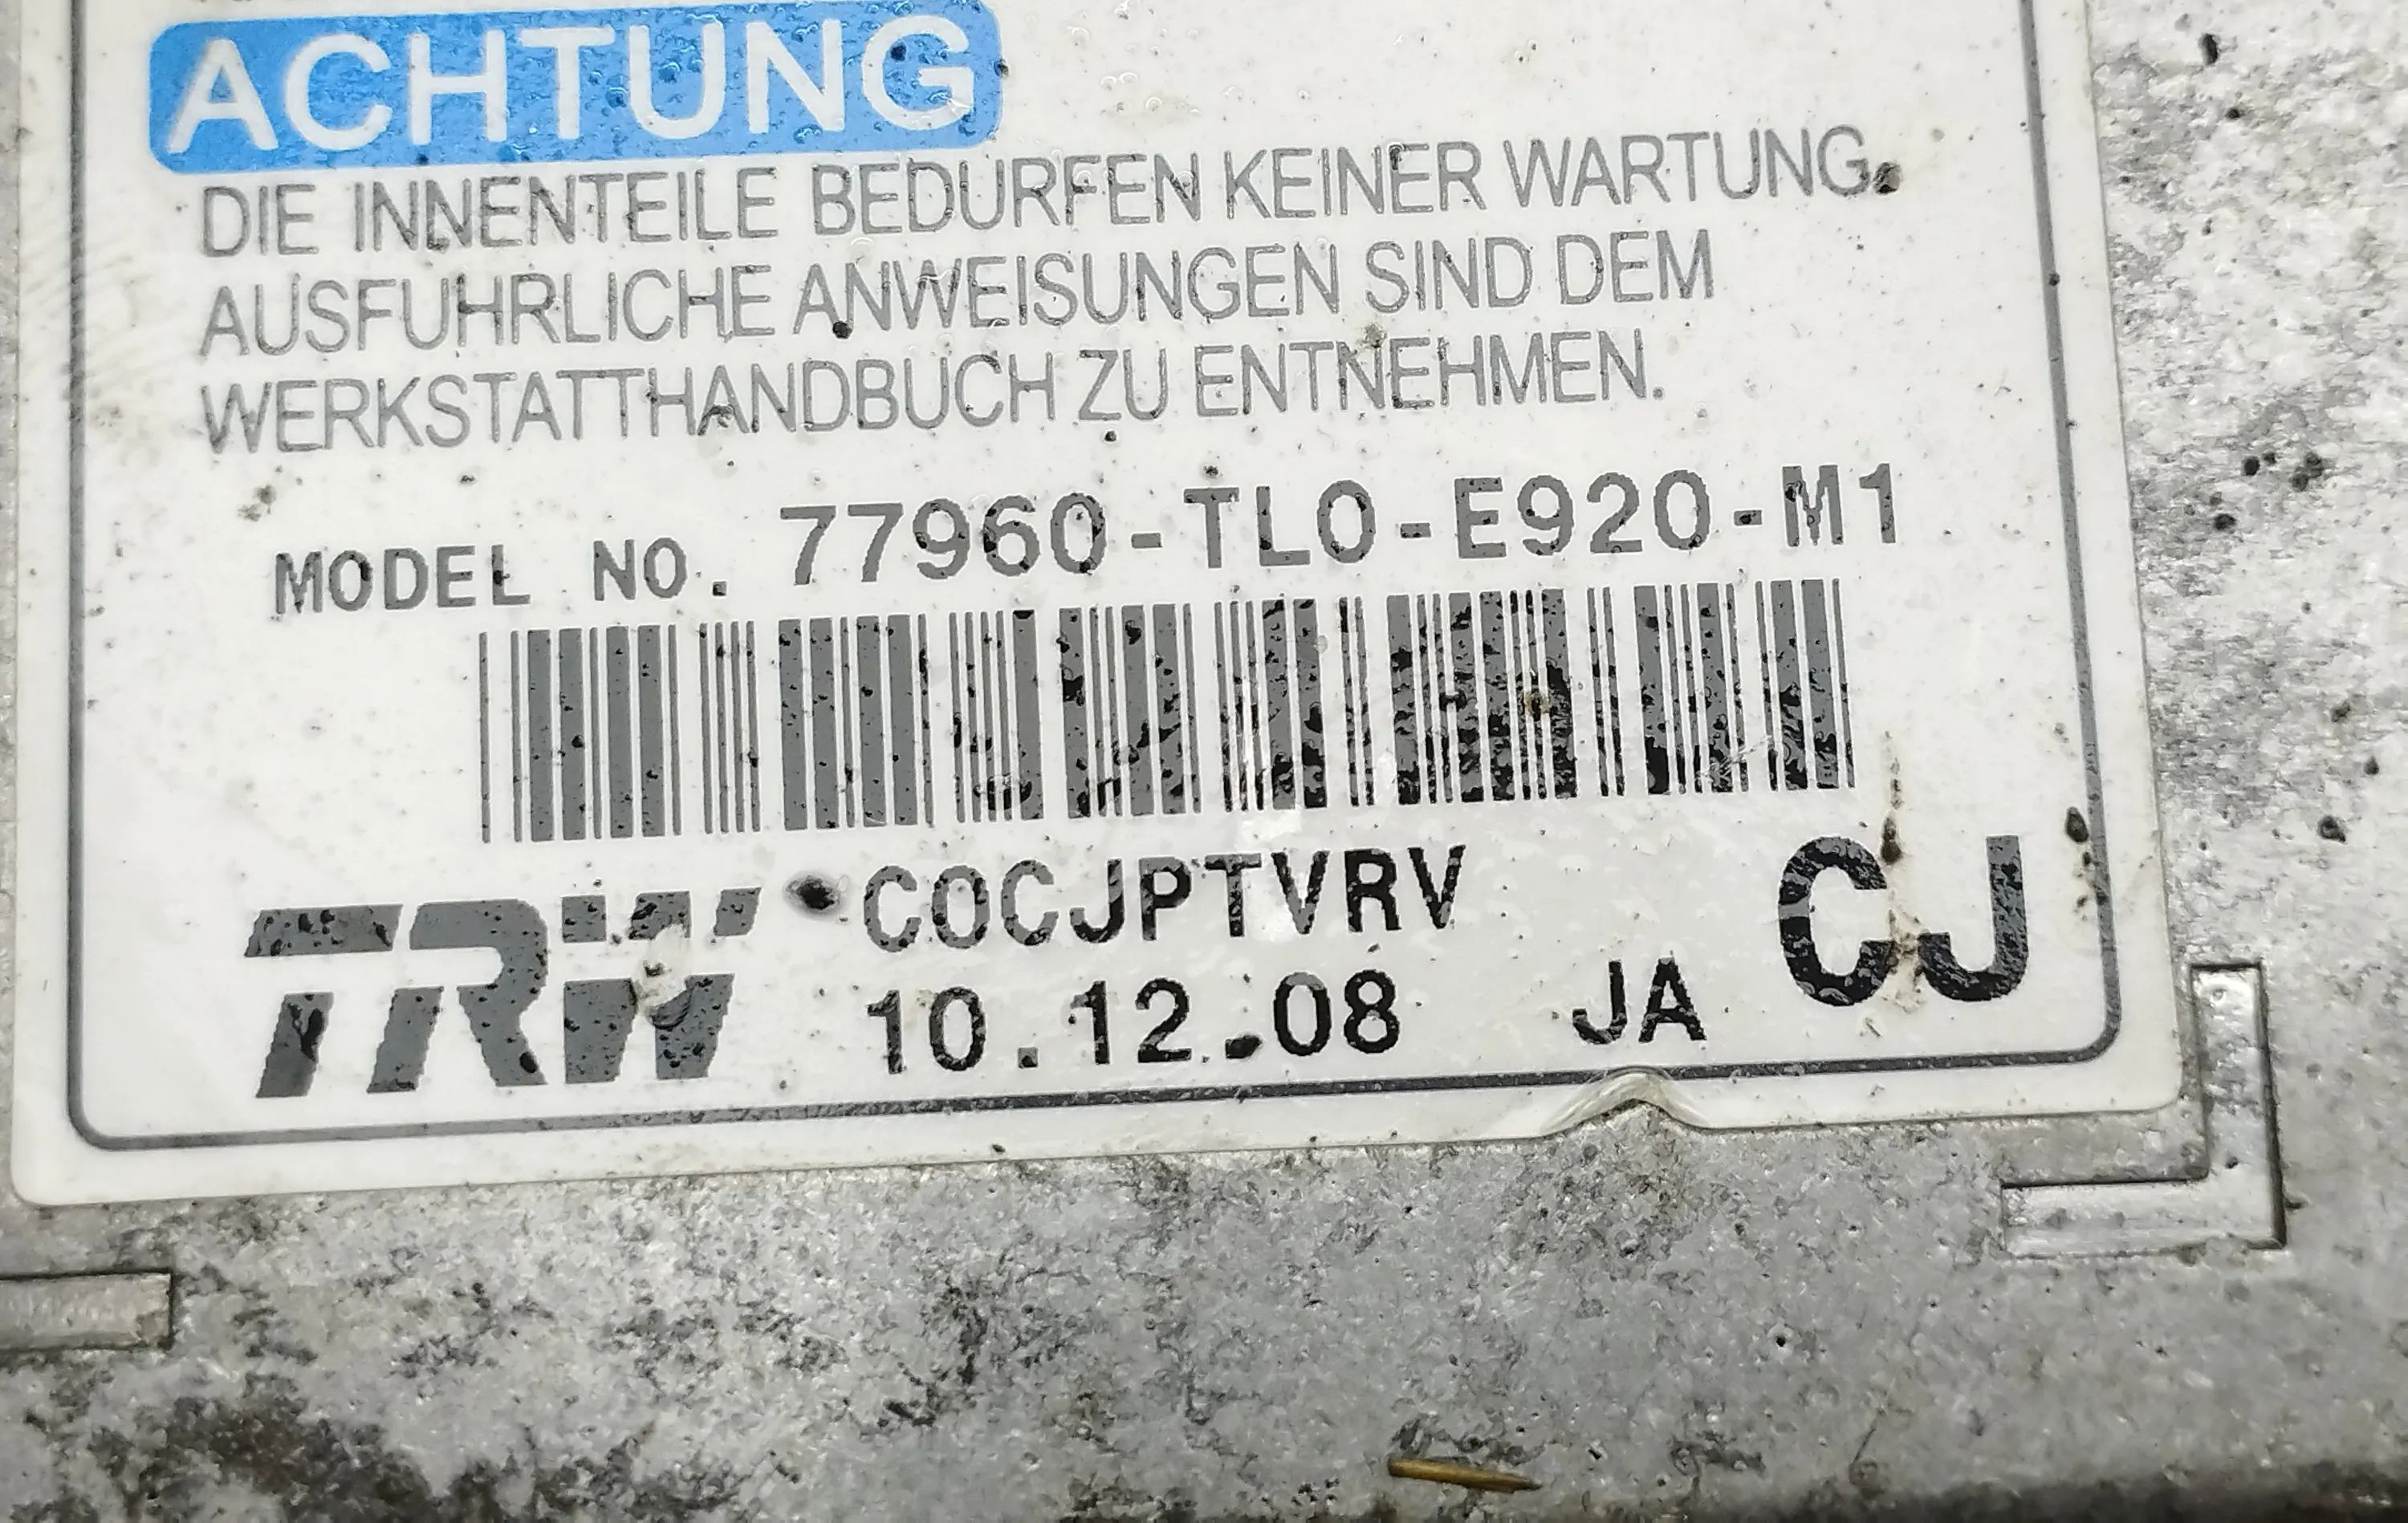 ACHTUNG
DIE INNENTEILE BEDURFEN KEINER WARTUNG.
AUSFUHRLICHE ANWEISUNGEN SIND DEM
WERKSTATTHANDBUCH ZU ENTNEHMEN.
MODEL NO. 77960-TL0-E920-M1
TRW C0CJPTVRV CJ
10.12.08 JA